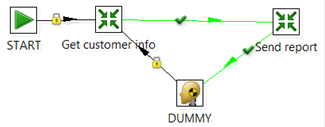 START
Get customer info
Send report
DUMMY